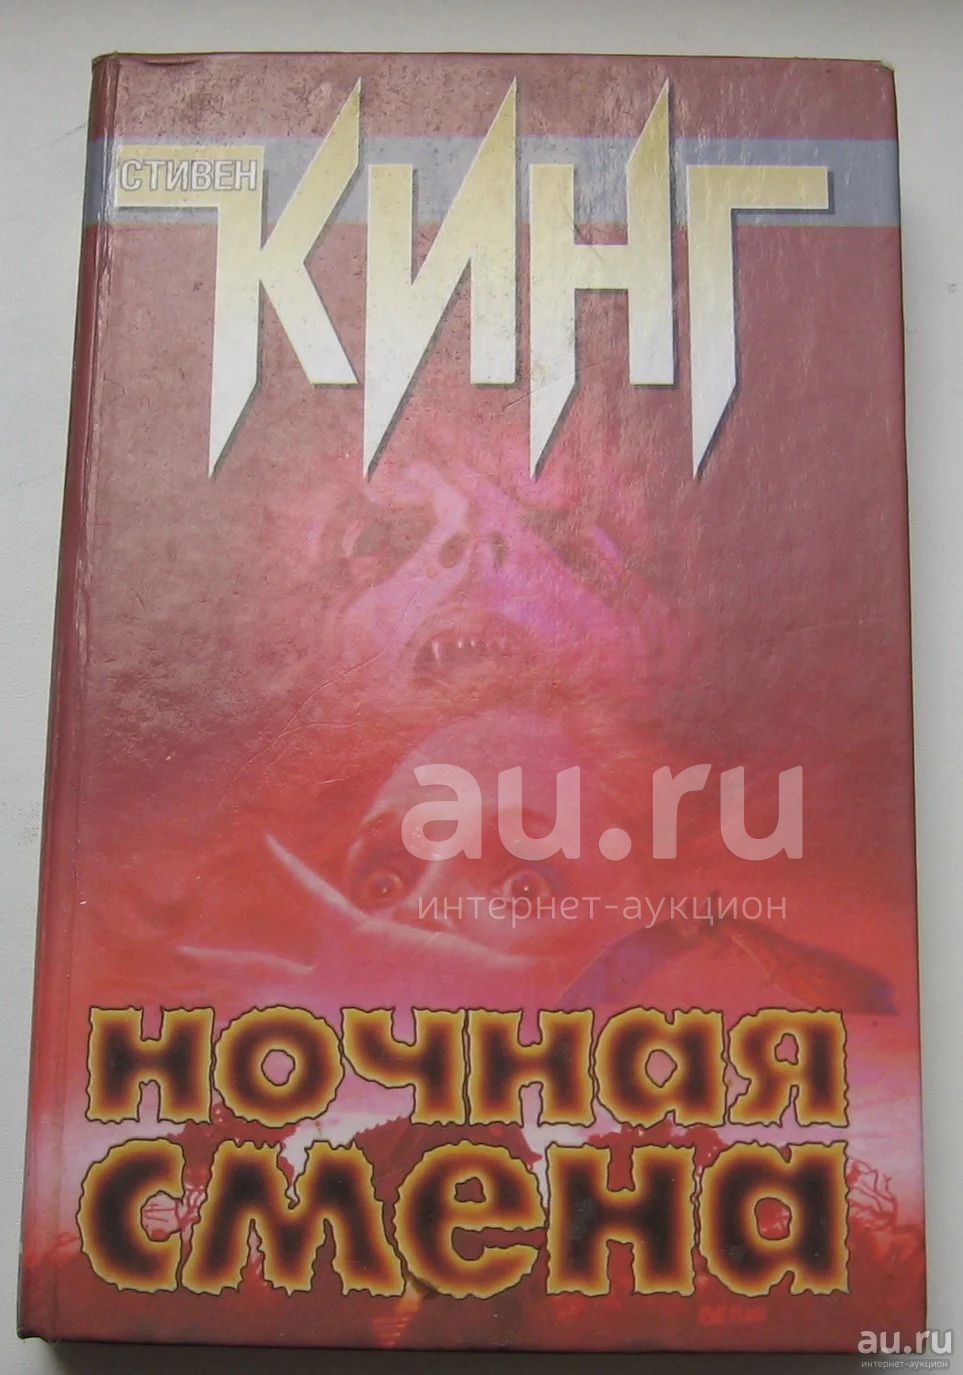 СТИВЕН
КИНГ
au.ru
интернет-аукцион
НОЧНАЯ
СМЕНА
au.ru
интернет-аукцион